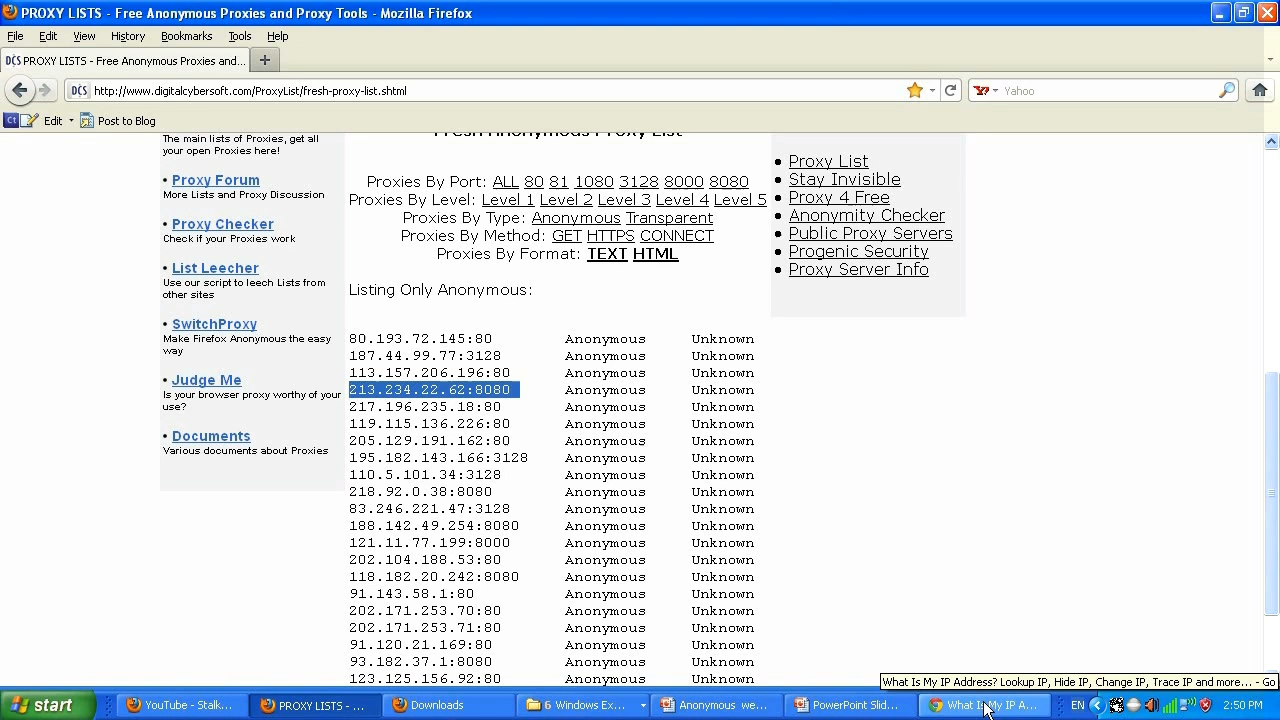 PROXY LISTS - Free Anonymous Proxies and Proxy Tools - Mozilla Firefox
File Edit View History Bookmarks Tools Help
DCS PROXY LISTS - Free Anonymous Proxies and... +
DCS http://www.digitalcybersoft.com/ProxyList/fresh-proxy-list.shtml
Y! Yahoo
Ct Edit Post to Blog
The main lists of Proxies, get all
your open Proxies here!
• Proxy Forum
More Lists and Proxy Discussion
• Proxy Checker
Check if your Proxies work
• List Leecher
Use our script to leech Lists from
other sites
• SwitchProxy
Make Firefox Anonymous the easy
way
• Judge Me
Is your browser proxy worthy of your
use?
• Documents
Various documents about Proxies
Fresh Anonymous Proxy List
Proxies By Port: ALL 80 81 1080 3128 8000 8080
Proxies By Level: Level 1 Level 2 Level 3 Level 4 Level 5
Proxies By Type: Anonymous Transparent
Proxies By Method: GET HTTPS CONNECT
Proxies By Format: TEXT HTML
Listing Only Anonymous:
80.193.72.145:80 Anonymous Unknown
187.44.99.77:3128 Anonymous Unknown
113.157.206.196:80 Anonymous Unknown
213.234.22.62:8080 Anonymous Unknown
217.196.235.18:80 Anonymous Unknown
119.115.136.226:80 Anonymous Unknown
205.129.191.162:80 Anonymous Unknown
195.182.143.166:3128 Anonymous Unknown
110.5.101.34:3128 Anonymous Unknown
218.92.0.38:8080 Anonymous Unknown
83.246.221.47:3128 Anonymous Unknown
188.142.49.254:8080 Anonymous Unknown
121.11.77.199:8000 Anonymous Unknown
202.104.188.53:80 Anonymous Unknown
118.182.20.242:8080 Anonymous Unknown
91.143.58.1:80 Anonymous Unknown
202.171.253.70:80 Anonymous Unknown
202.171.253.71:80 Anonymous Unknown
91.120.21.169:80 Anonymous Unknown
93.182.37.1:8080 Anonymous Unknown
123.125.156.92:80 Anonymous Unknown
• Proxy List
• Stay Invisible
• Proxy 4 Free
• Anonymity Checker
• Public Proxy Servers
• Progenic Security
• Proxy Server Info
What Is My IP Address? Lookup IP, Hide IP, Change IP, Trace IP and more... - Go
start YouTube - Stalk... PROXY LISTS - ... Downloads 6 Windows Ex... Anonymous we... PowerPoint Slid... What Is My IP A... EN 2:50 PM